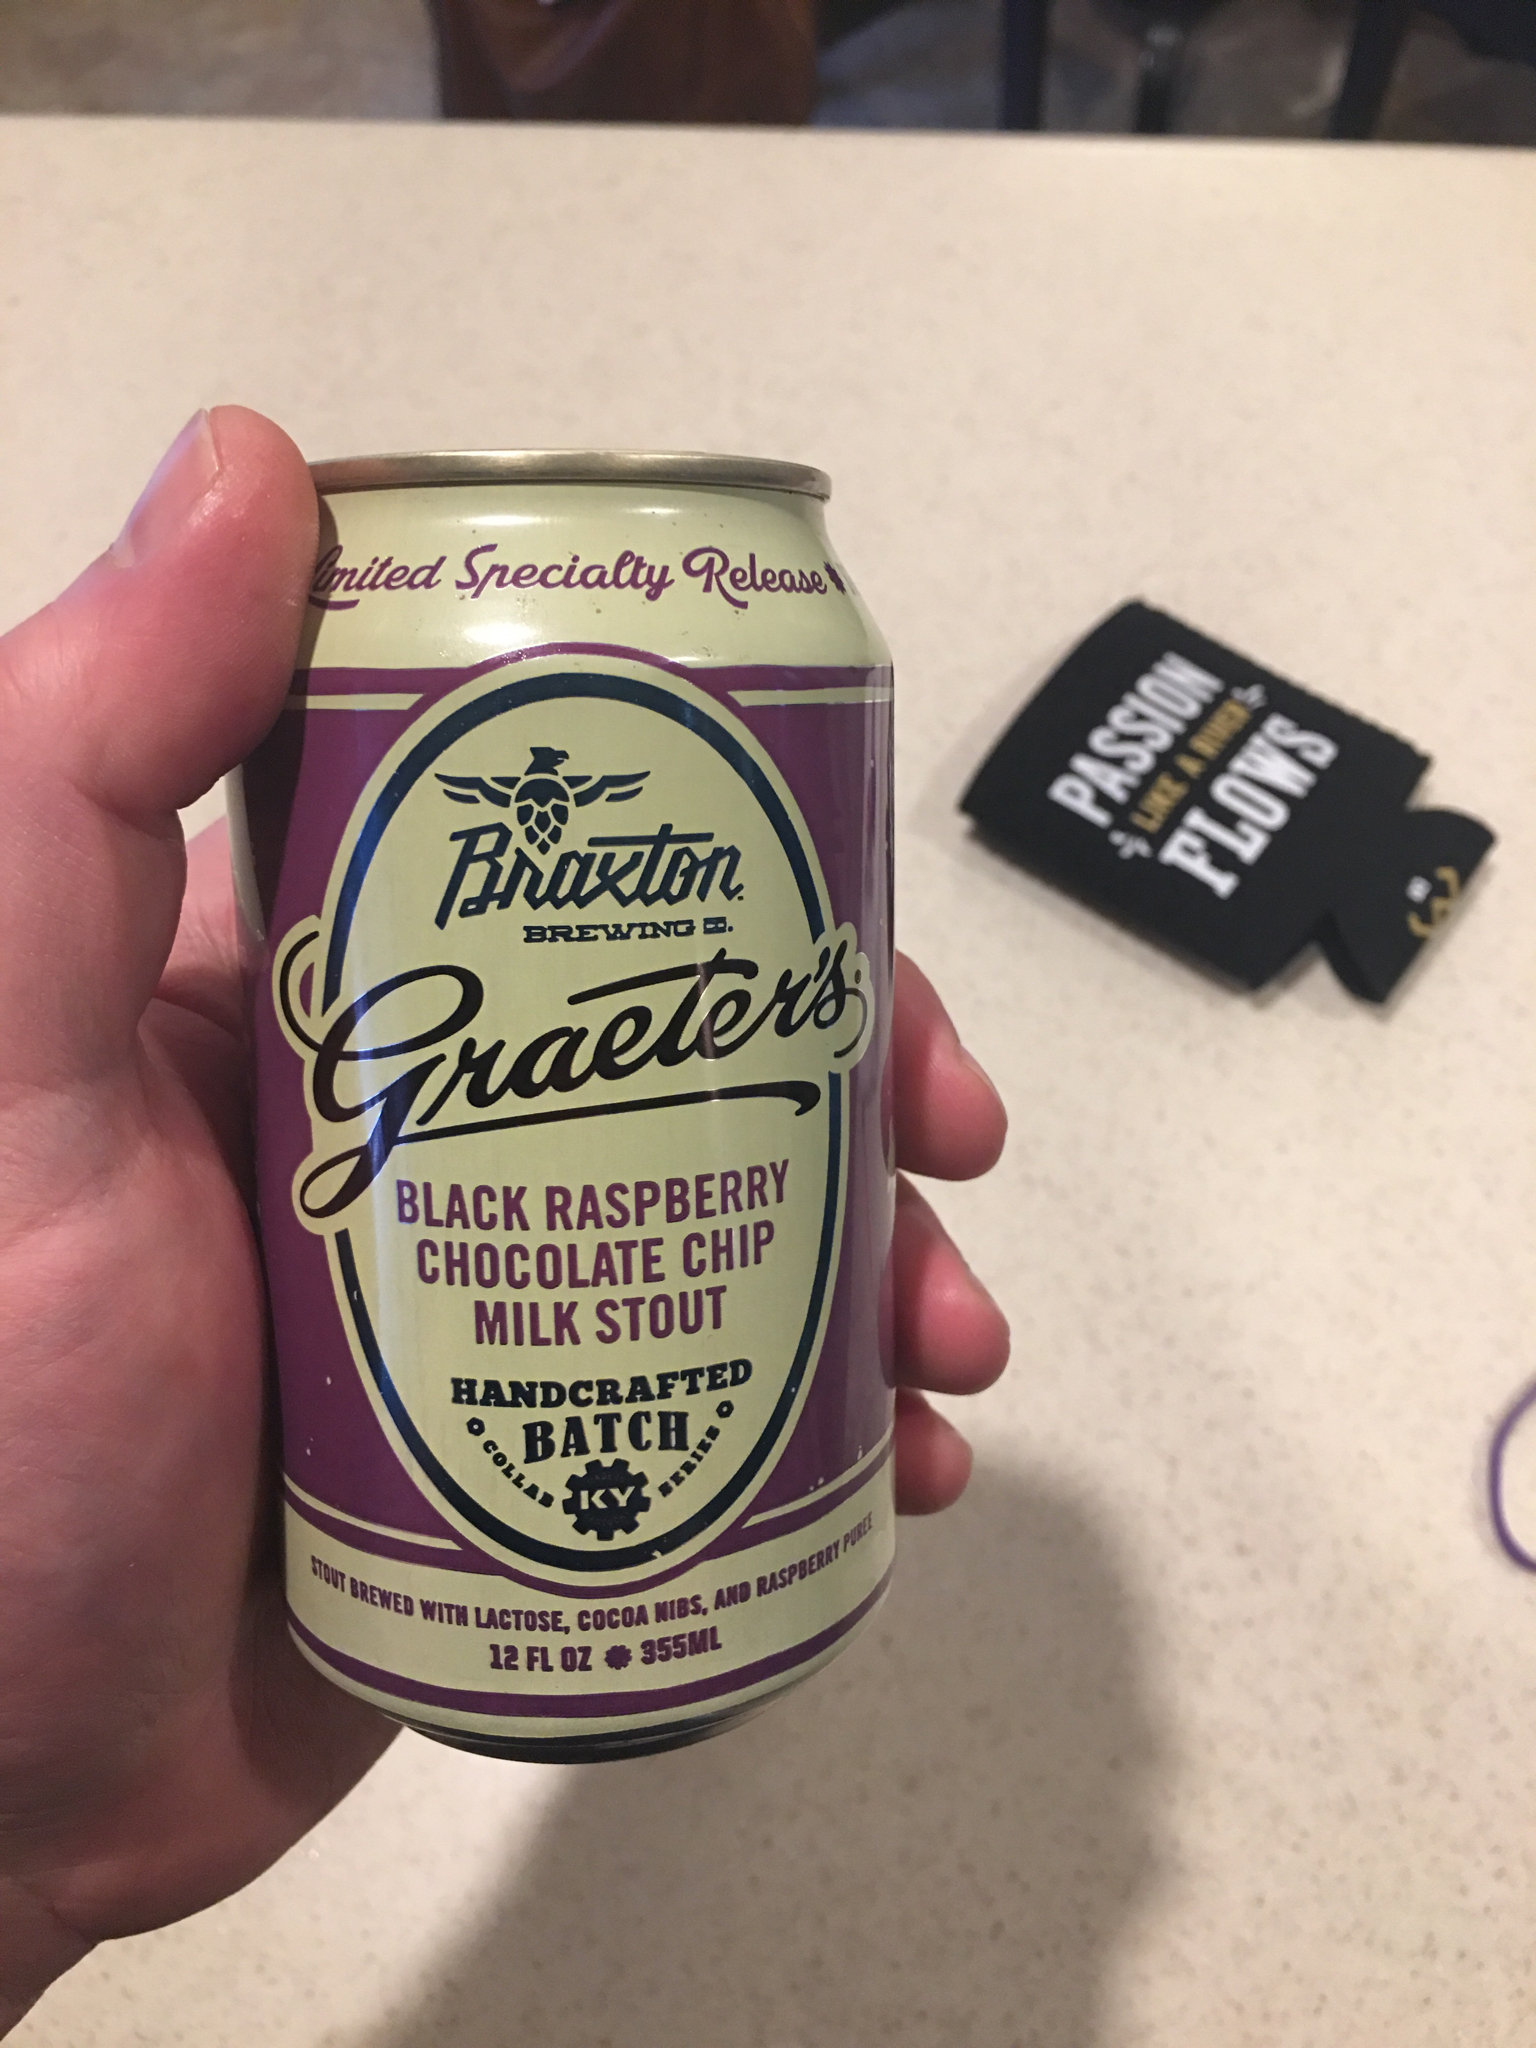 Limited Specialty Release
Braxton
BREWING CO.
Graeter's
BLACK RASPBERRY
CHOCOLATE CHIP
MILK STOUT
HANDCRAFTED
BATCH
COLLAB SERIES
KY
STOUT BREWED WITH LACTOSE, COCOA NIBS, AND RASPBERRY PUREE
12 FL OZ 355ML
PASSION
LIKE A RIVER
FLOWS